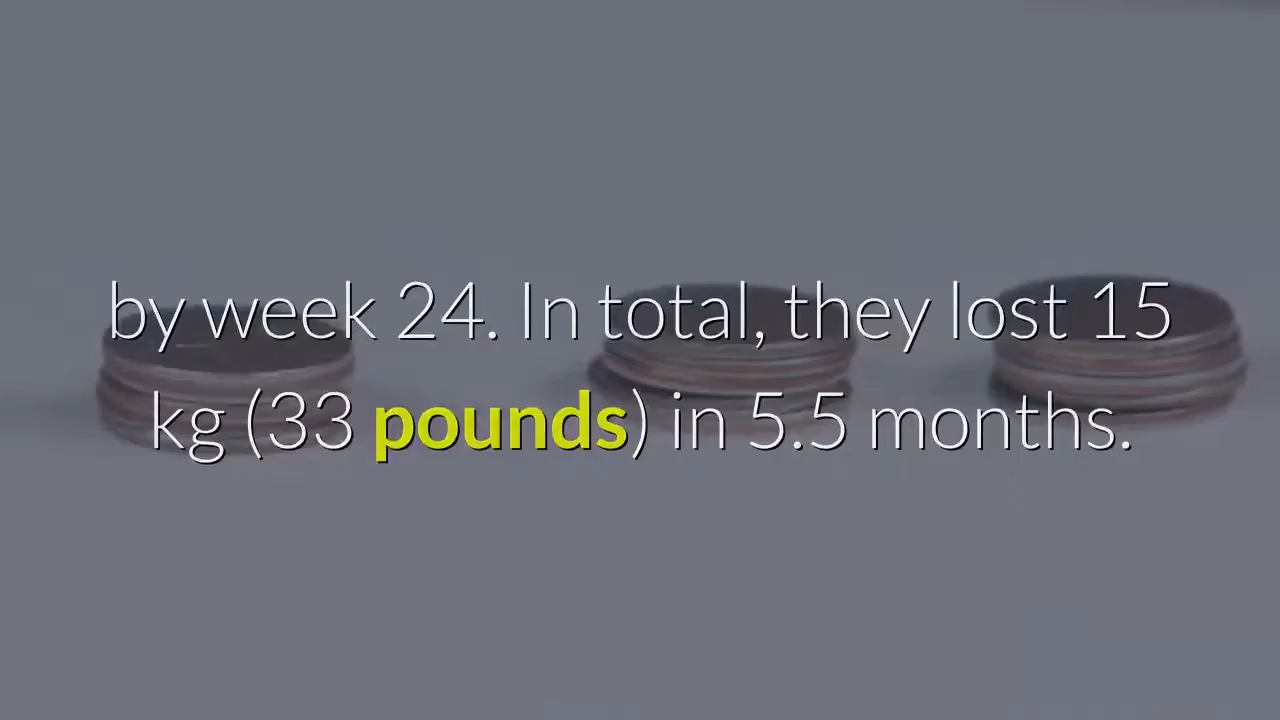 by week 24. In total, they lost 15
kg (33 pounds) in 5.5 months.